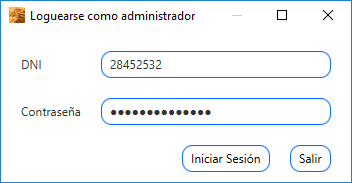 Loguearse como administrador
DNI 28452532
Contraseña ●●●●●●●●●●●●●●
Iniciar Sesión Salir